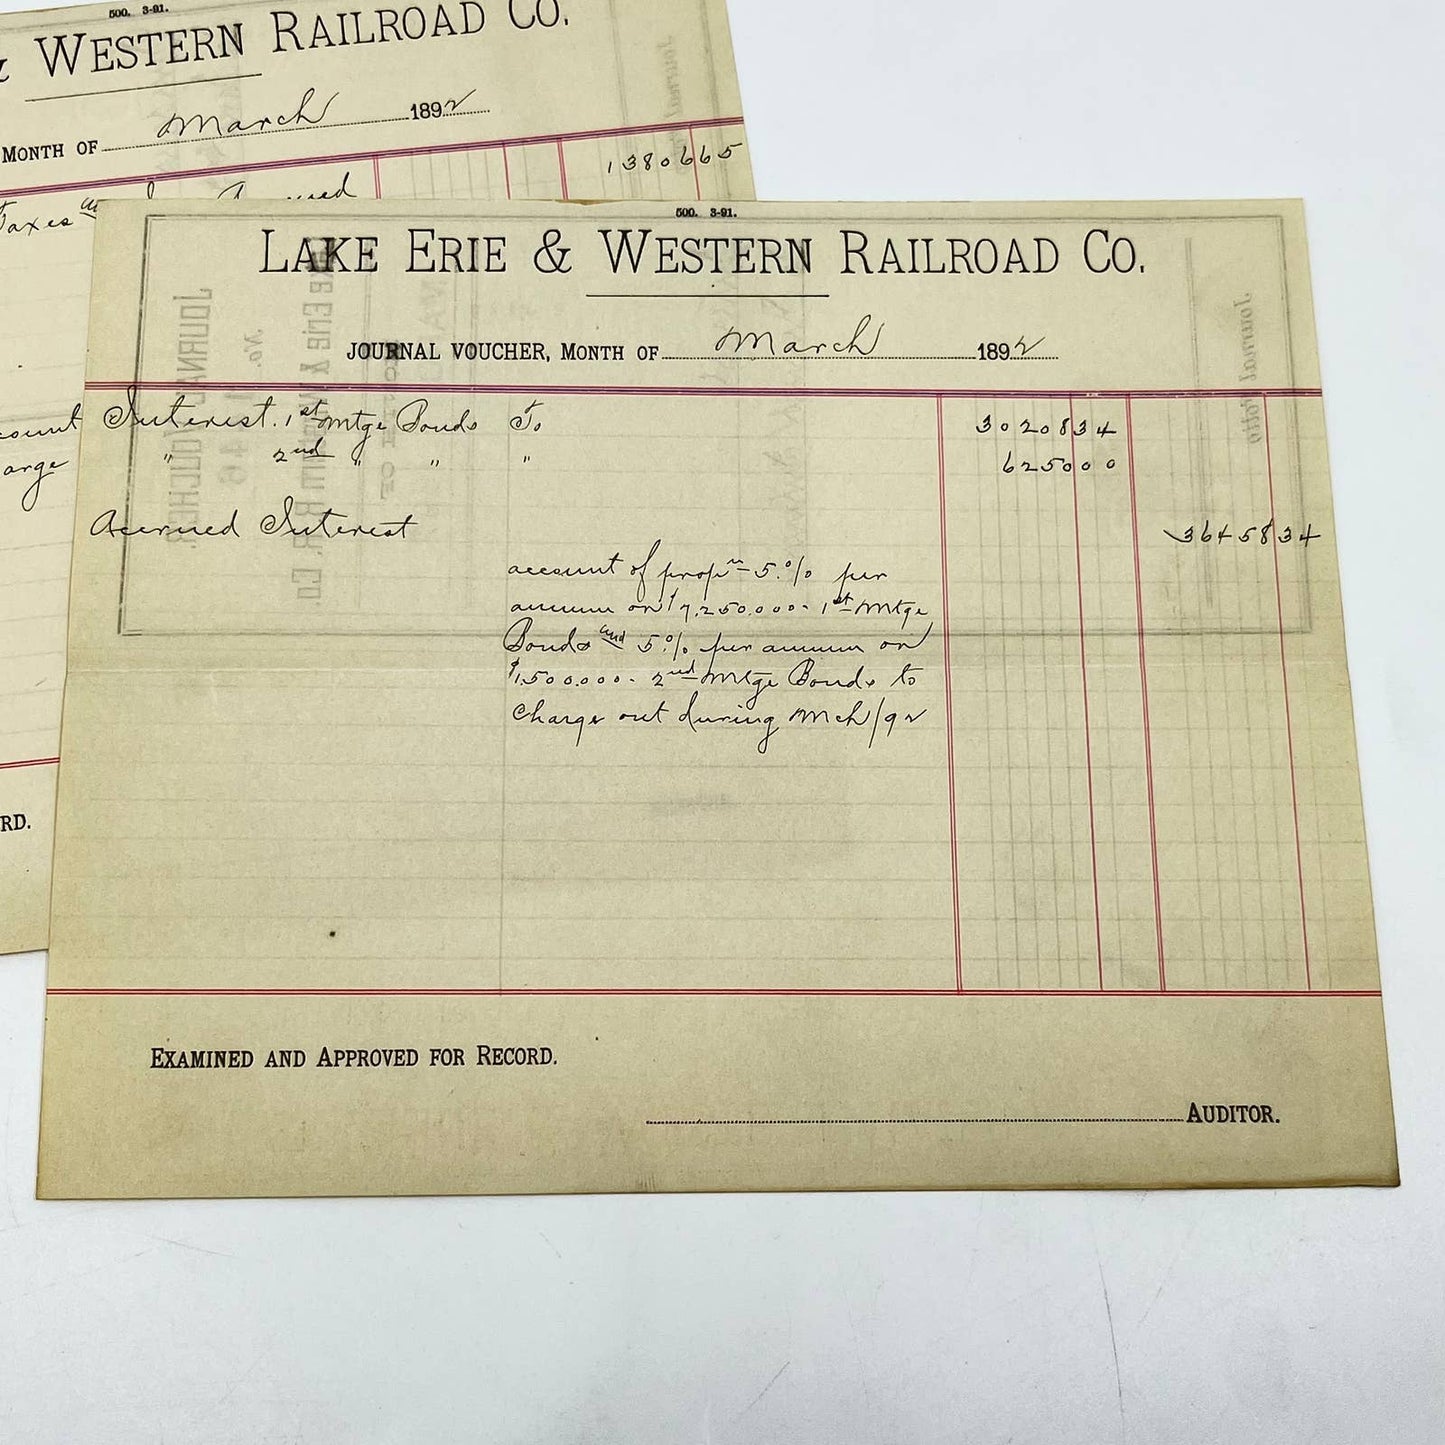 500. 3-91.
& WESTERN RAILROAD CO.
MONTH OF March 1892
1380665
Taxes
count
arge
RD.
500. 3-91.
LAKE ERIE & WESTERN RAILROAD CO.
JOURNAL VOUCHER, MONTH OF March 1892
Interest. 1st Mtge Bonds To 3020834
" 2nd " " " 625000
Accrued Interest 3645834
account of propn 5.% per
annum on $7,250.000- 1st Mtge
Bonds and 5% per annum on
$1,500.000- 2nd Mtge Bonds to
charge out during Mch/92
EXAMINED AND APPROVED FOR RECORD.
AUDITOR.